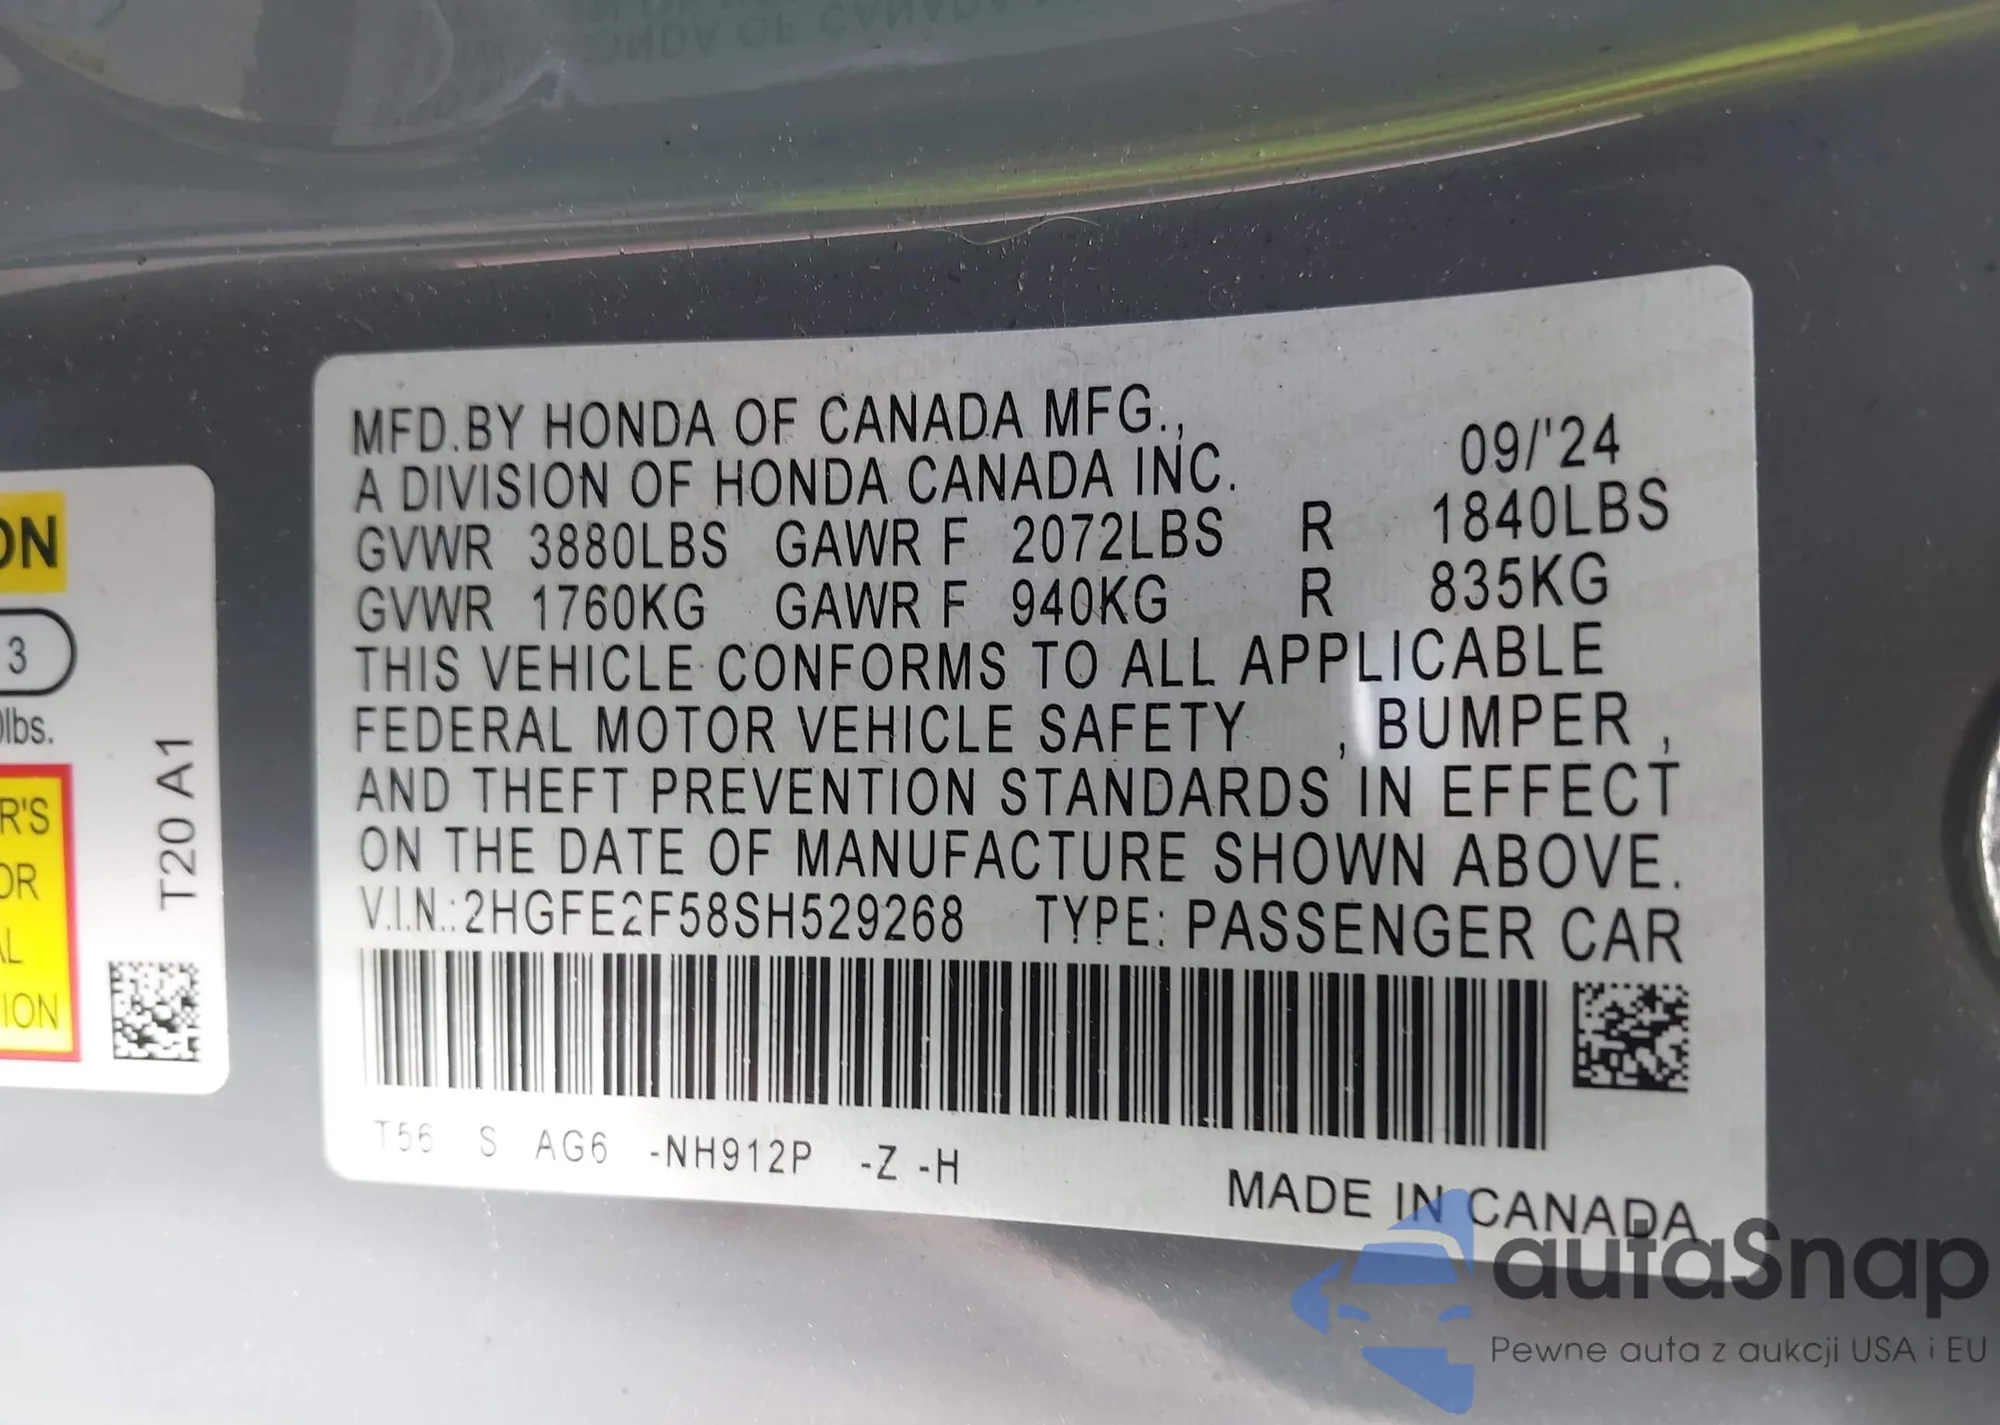 MFD.BY HONDA OF CANADA MFG.,
A DIVISION OF HONDA CANADA INC. 09/'24
GVWR 3880LBS GAWR F 2072LBS R 1840LBS
GVWR 1760KG GAWR F 940KG R 835KG
THIS VEHICLE CONFORMS TO ALL APPLICABLE
FEDERAL MOTOR VEHICLE SAFETY , BUMPER ,
AND THEFT PREVENTION STANDARDS IN EFFECT
ON THE DATE OF MANUFACTURE SHOWN ABOVE.
V.I.N.:2HGFE2F58SH529268 TYPE: PASSENGER CAR
T56 S AG6 -NH912P -Z -H
MADE IN CANADA
ON
3
lbs.
R'S
OR
AL
ION
T20 A1
autaSnap
Pewne auta z aukcji USA i EU